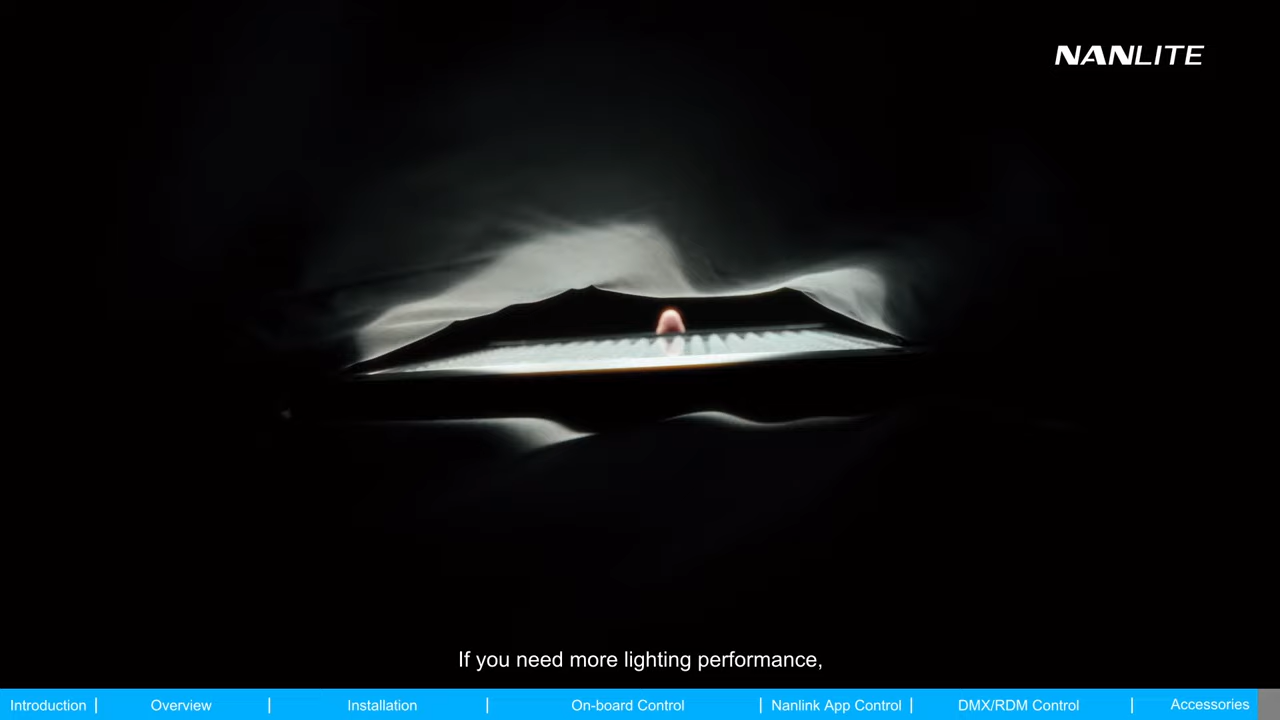 NANLITE
If you need more lighting performance,
Introduction | Overview | Installation | On-board Control | Nanlink App Control | DMX/RDM Control | Accessories